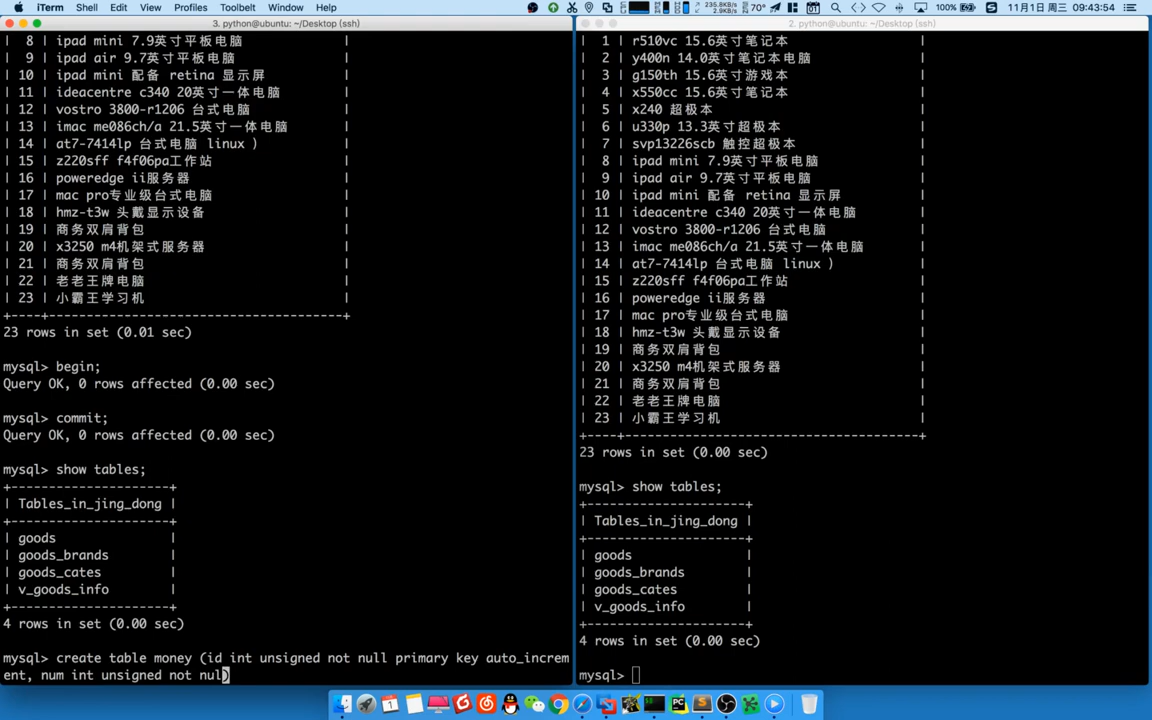 iTerm Shell Edit View Profiles Toolbelt Window Help 235.8KB/s 2.9KB/s 70° 100% 11月1日 周三 09:43:54
3. python@ubuntu: ~/Desktop (ssh)
| 8 | ipad mini 7.9英寸平板电脑 |
| 9 | ipad air 9.7英寸平板电脑 |
| 10 | ipad mini 配备 retina 显示屏 |
| 11 | ideacentre c340 20英寸一体电脑 |
| 12 | vostro 3800-r1206 台式电脑 |
| 13 | imac me086ch/a 21.5英寸一体电脑 |
| 14 | at7-7414lp 台式电脑 linux ) |
| 15 | z220sff f4f06pa工作站 |
| 16 | poweredge ii服务器 |
| 17 | mac pro专业级台式电脑 |
| 18 | hmz-t3w 头戴显示设备 |
| 19 | 商务双肩背包 |
| 20 | x3250 m4机架式服务器 |
| 21 | 商务双肩背包 |
| 22 | 老老王牌电脑 |
| 23 | 小霸王学习机 |
+----+---------------------------------------+
23 rows in set (0.01 sec)
mysql> begin;
Query OK, 0 rows affected (0.00 sec)
mysql> commit;
Query OK, 0 rows affected (0.00 sec)
mysql> show tables;
+---------------------+
| Tables_in_jing_dong |
+---------------------+
| goods |
| goods_brands |
| goods_cates |
| v_goods_info |
+---------------------+
4 rows in set (0.00 sec)
mysql> create table money (id int unsigned not null primary key auto_increm
ent, num int unsigned not nul)
2. python@ubuntu: ~/Desktop (ssh)
| 1 | r510vc 15.6英寸笔记本 |
| 2 | y400n 14.0英寸笔记本电脑 |
| 3 | g150th 15.6英寸游戏本 |
| 4 | x550cc 15.6英寸笔记本 |
| 5 | x240 超极本 |
| 6 | u330p 13.3英寸超极本 |
| 7 | svp13226scb 触控超极本 |
| 8 | ipad mini 7.9英寸平板电脑 |
| 9 | ipad air 9.7英寸平板电脑 |
| 10 | ipad mini 配备 retina 显示屏 |
| 11 | ideacentre c340 20英寸一体电脑 |
| 12 | vostro 3800-r1206 台式电脑 |
| 13 | imac me086ch/a 21.5英寸一体电脑 |
| 14 | at7-7414lp 台式电脑 linux ) |
| 15 | z220sff f4f06pa工作站 |
| 16 | poweredge ii服务器 |
| 17 | mac pro专业级台式电脑 |
| 18 | hmz-t3w 头戴显示设备 |
| 19 | 商务双肩背包 |
| 20 | x3250 m4机架式服务器 |
| 21 | 商务双肩背包 |
| 22 | 老老王牌电脑 |
| 23 | 小霸王学习机 |
+----+---------------------------------------+
23 rows in set (0.00 sec)
mysql> show tables;
+---------------------+
| Tables_in_jing_dong |
+---------------------+
| goods |
| goods_brands |
| goods_cates |
| v_goods_info |
+---------------------+
4 rows in set (0.00 sec)
mysql>